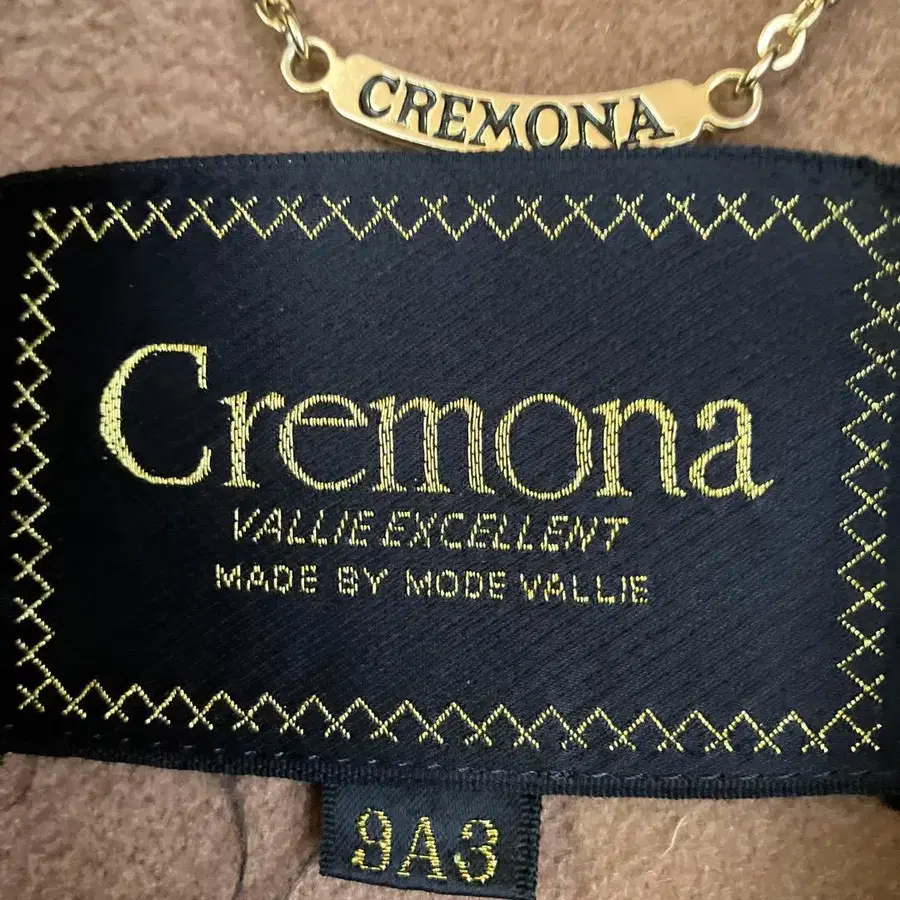 CREMONA
Cremona
VALLIE EXCELLENT
MADE BY MODE VALLIE
9A3